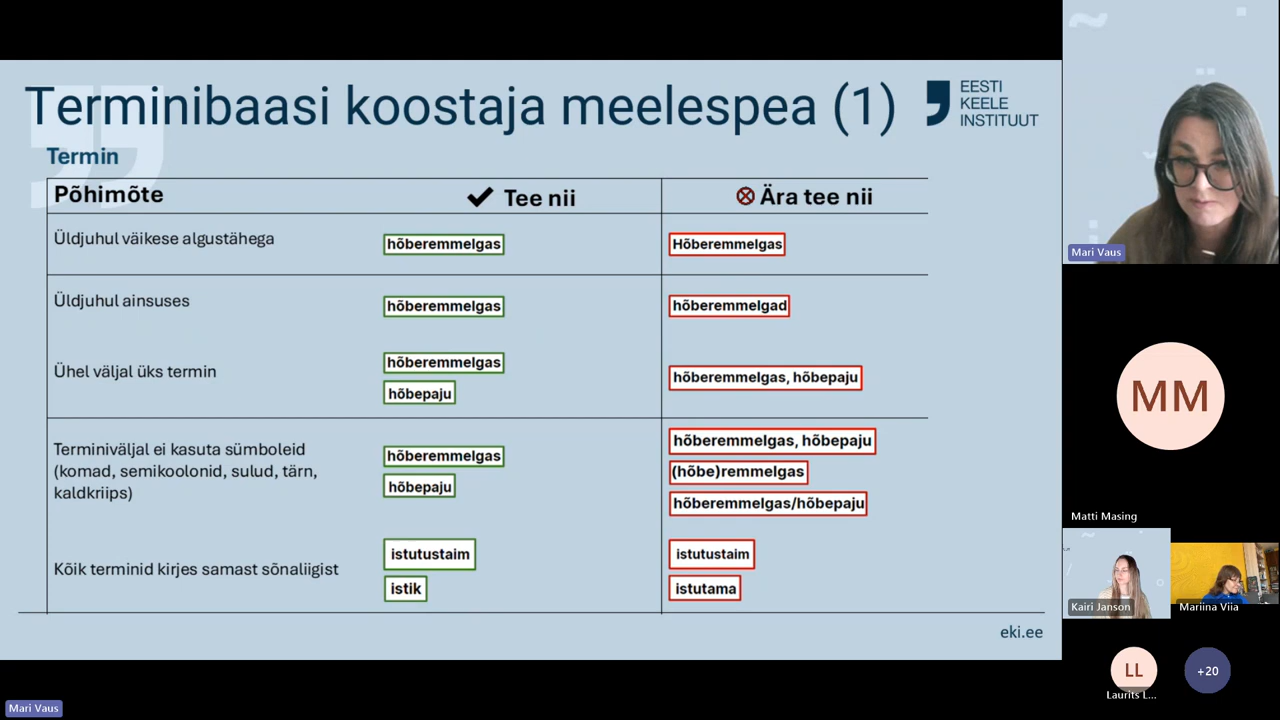 Terminibaasi koostaja meelespea (1)
EESTI
KEELE
INSTITUUT
Termin
Põhimõte
Tee nii
Ära tee nii
Üldjuhul väikese algustähega
hõberemmelgas
Hõberemmelgas
Üldjuhul ainsuses
hõberemmelgas
hõberemmelgad
Ühel väljal üks termin
hõberemmelgas
hõbepaju
hõberemmelgas, hõbepaju
Terminiväljal ei kasuta sümboleid
(komad, semikoolonid, sulud, tärn,
kaldkriips)
hõberemmelgas
hõbepaju
hõberemmelgas, hõbepaju
(hõbe)remmelgas
hõberemmelgas/hõbepaju
Kõik terminid kirjes samast sõnaliigist
istutustaim
istik
istutustaim
istutama
eki.ee
Mari Vaus
Mari Vaus
MM
Matti Masing
Kairi Janson
Mariina Viia
LL
Laurits L...
+20